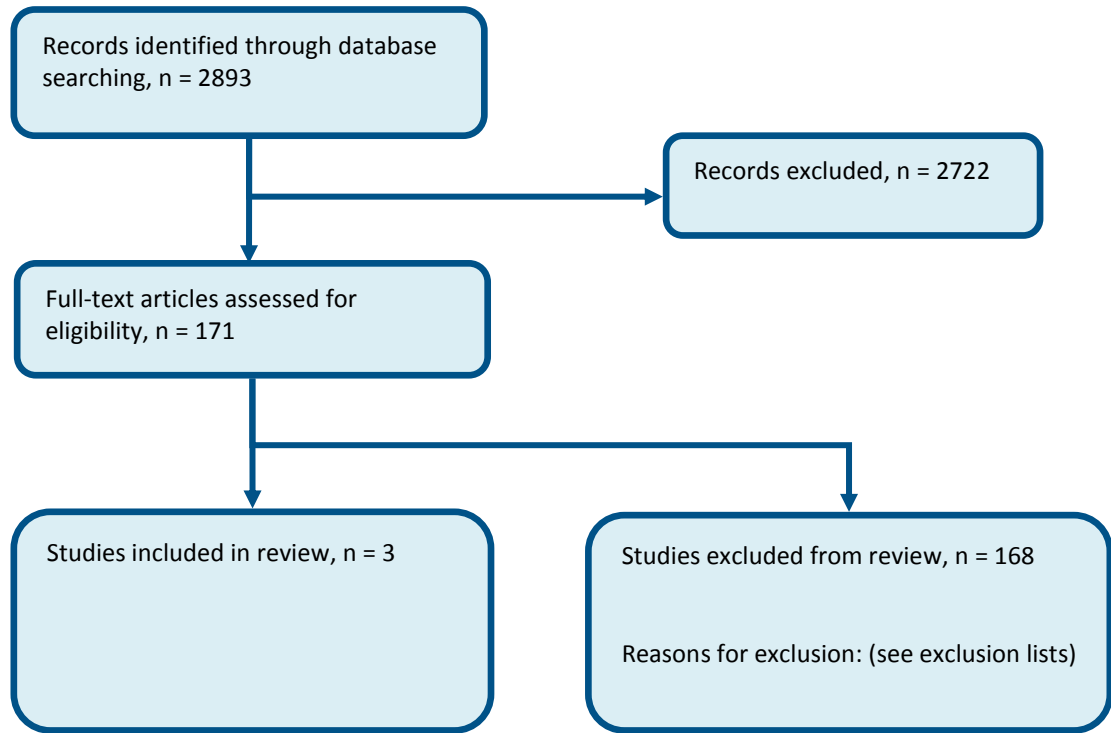 Records identified through database
searching, n = 2893
Records excluded, n = 2722
Full-text articles assessed for
eligibility, n = 171
Studies included in review, n = 3
Studies excluded from review, n = 168
Reasons for exclusion: (see exclusion lists)